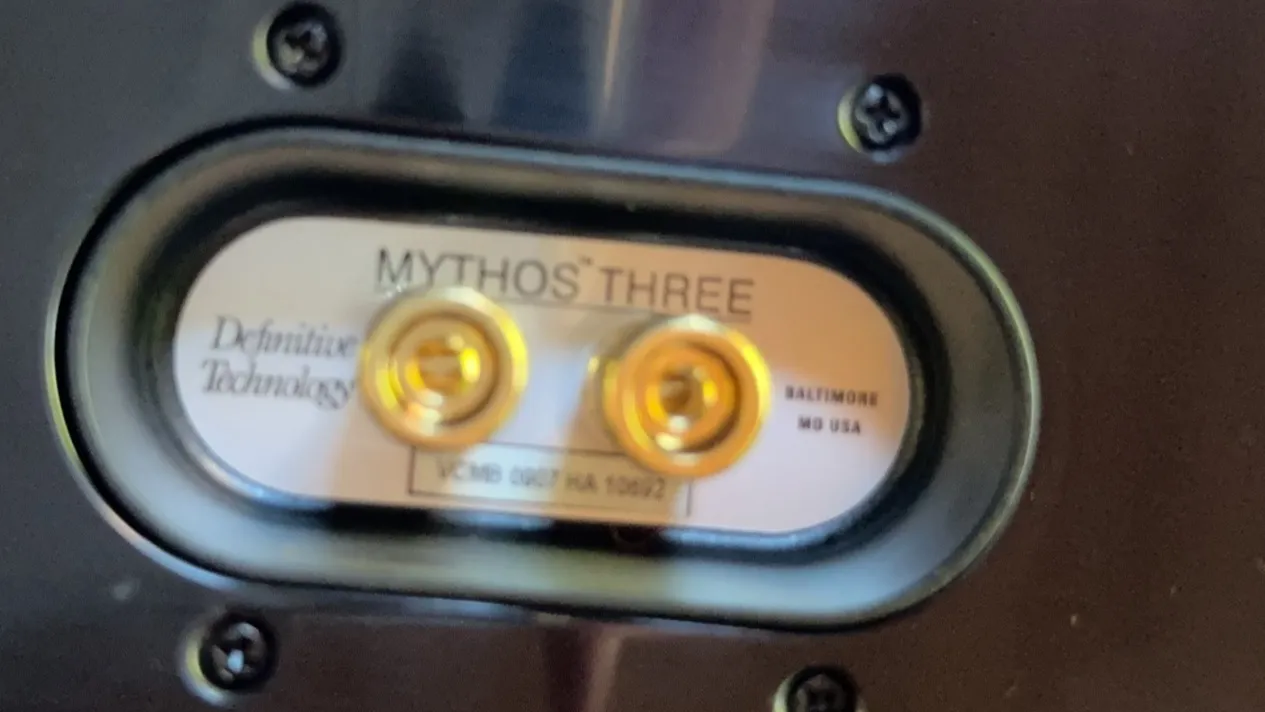 MYTHOS™ THREE
Definitive
Technology
BALTIMORE
MD USA
VCMB 0907 HA 10692